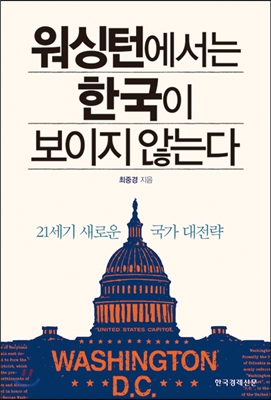 워싱턴에서는
한국이
보이지 않는다
최중경 지음
21세기 새로운 국가 대전략
UNITED STATES CAPITOL
WASHINGTON
D.C.
한국경제신문